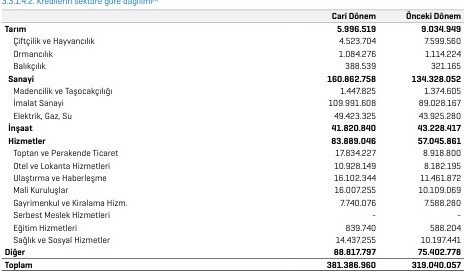 3.3.1.4.2. Kredilerin sektöre göre dağılımı
Cari Dönem Önceki Dönem
Tarım 5.996.519 9.034.949
Çiftçilik ve Hayvancılık 4.523.704 7.599.560
Ormancılık 1.084.276 1.114.224
Balıkçılık 388.539 321.165
Sanayi 160.862.758 134.328.052
Madencilik ve Taşocakçılığı 1.447.825 1.374.605
İmalat Sanayi 109.991.608 89.028.167
Elektrik, Gaz, Su 49.423.325 43.925.280
İnşaat 41.820.840 43.228.417
Hizmetler 83.889.046 57.045.861
Toptan ve Perakende Ticaret 17.834.227 8.918.800
Otel ve Lokanta Hizmetleri 10.928.149 8.182.195
Ulaştırma ve Haberleşme 16.102.344 11.461.872
Mali Kuruluşlar 16.007.255 10.109.069
Gayrimenkul ve Kiralama Hizm. 7.740.076 7.588.280
Serbest Meslek Hizmetleri - -
Eğitim Hizmetleri 839.740 588.204
Sağlık ve Sosyal Hizmetler 14.437.255 10.197.441
Diğer 88.817.797 75.402.778
Toplam 381.386.960 319.040.057